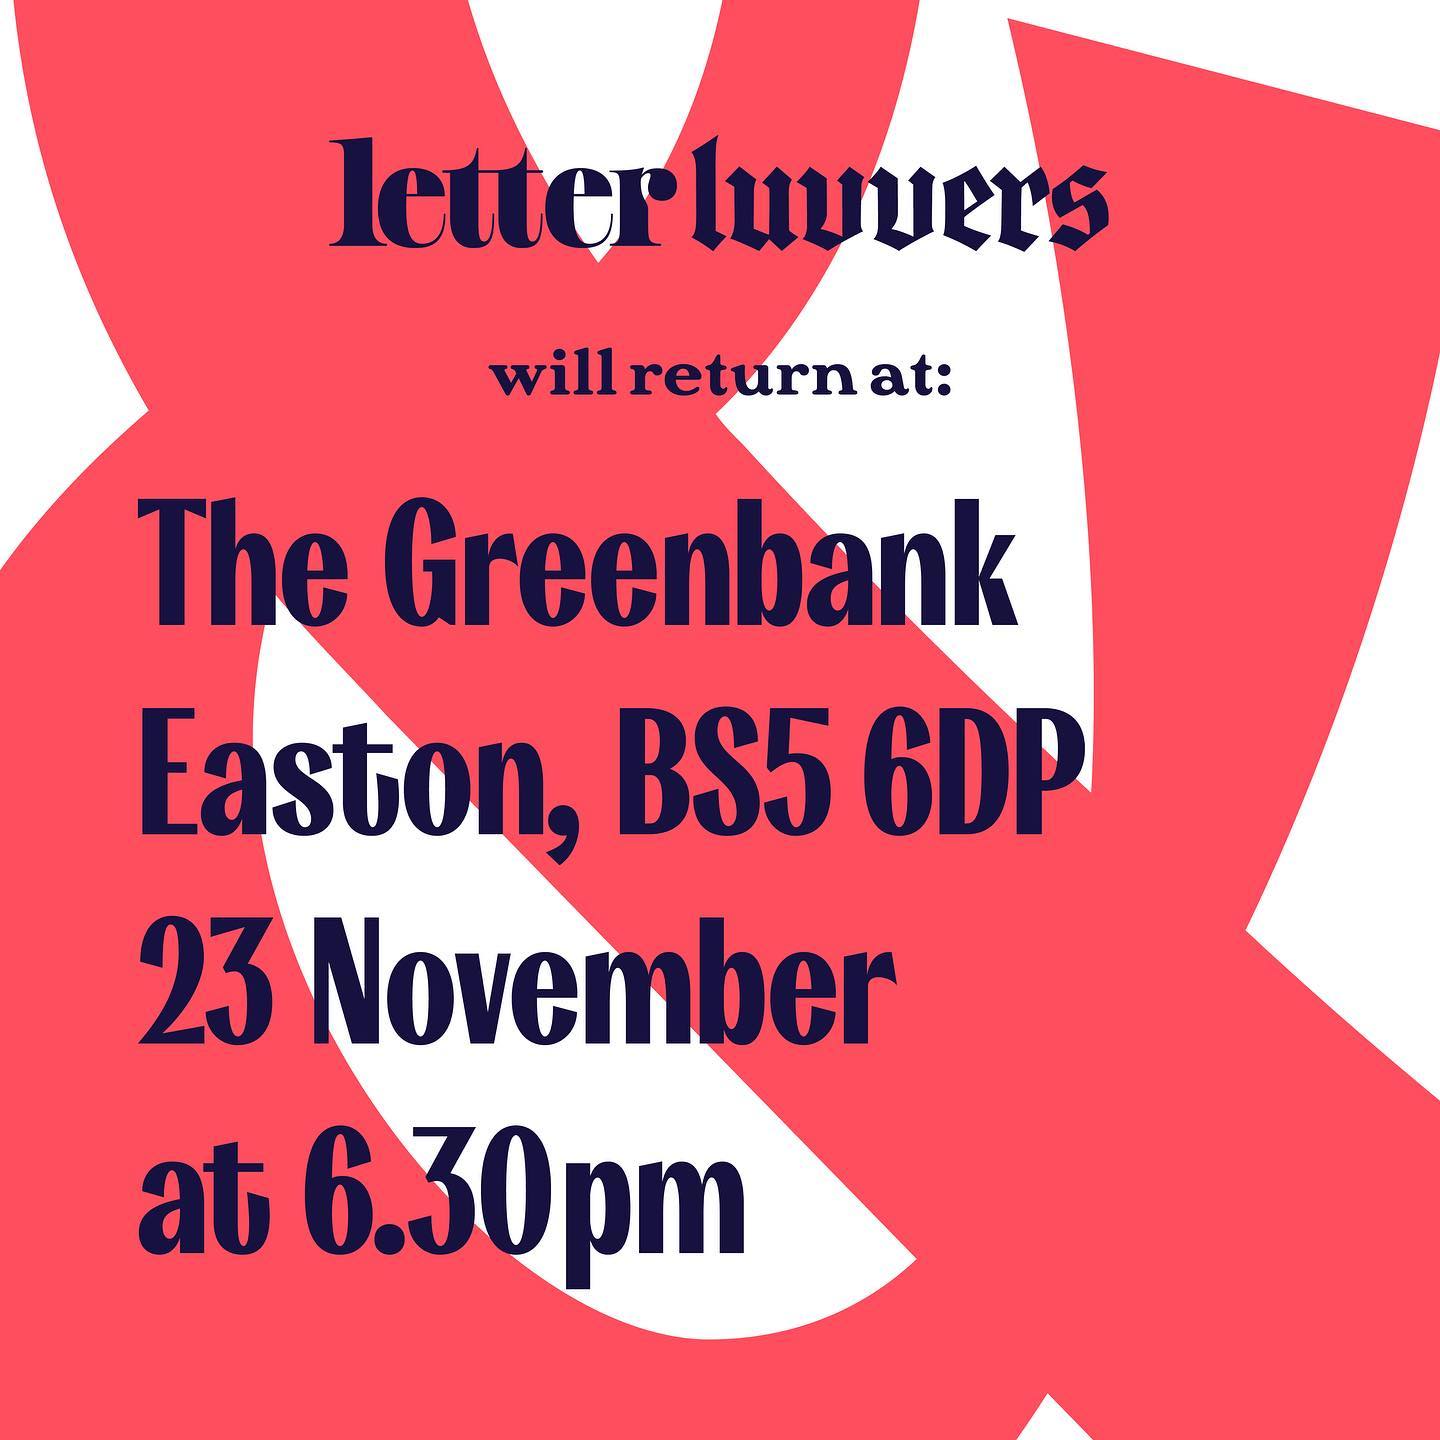 letter luvvers
will return at:
The Greenbank
Easton, BS5 6DP
23 November
at 6.30pm